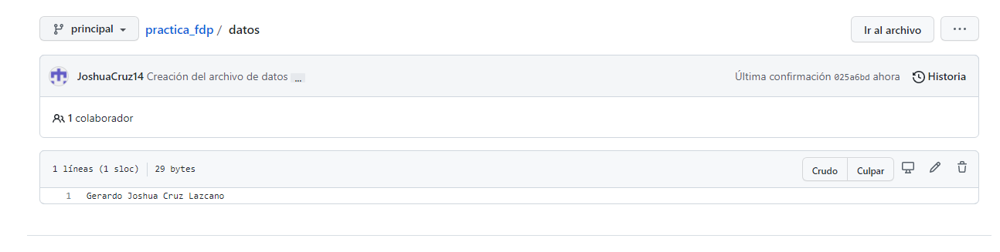 principal practica_fdp / datos Ir al archivo ...
JoshuaCruz14 Creación del archivo de datos ... Última confirmación 025a6bd ahora Historia
1 colaborador
1 líneas (1 sloc) 29 bytes Crudo Culpar
1 Gerardo Joshua Cruz Lazcano